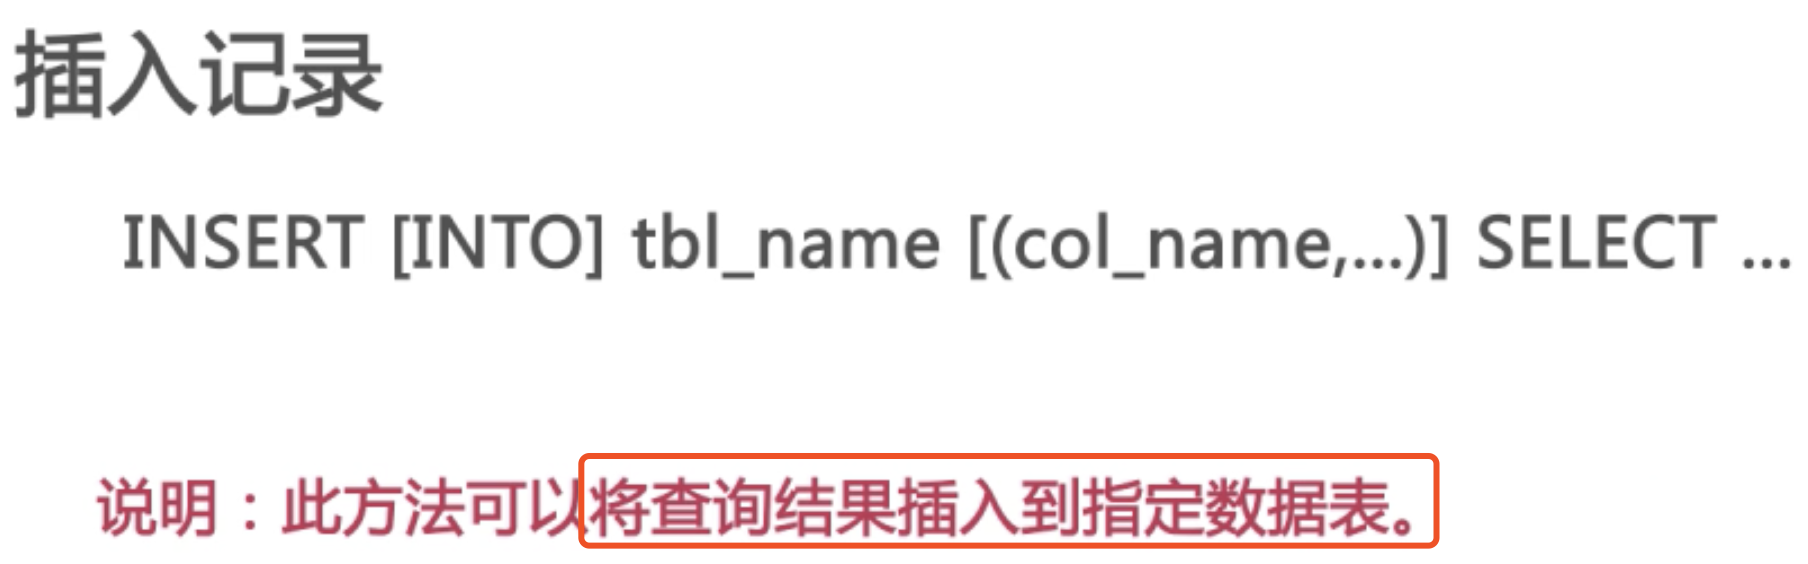 插入记录
INSERT [INTO] tbl_name [(col_name,...)] SELECT ...
说明：此方法可以将查询结果插入到指定数据表。